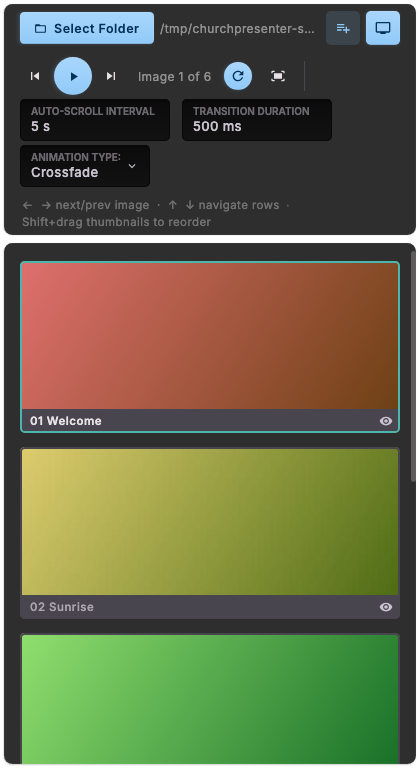 Select Folder /tmp/churchpresenter-s...
Image 1 of 6
AUTO-SCROLL INTERVAL
5 s
TRANSITION DURATION
500 ms
ANIMATION TYPE:
Crossfade
← → next/prev image · ↑ ↓ navigate rows ·
Shift+drag thumbnails to reorder
01 Welcome
02 Sunrise